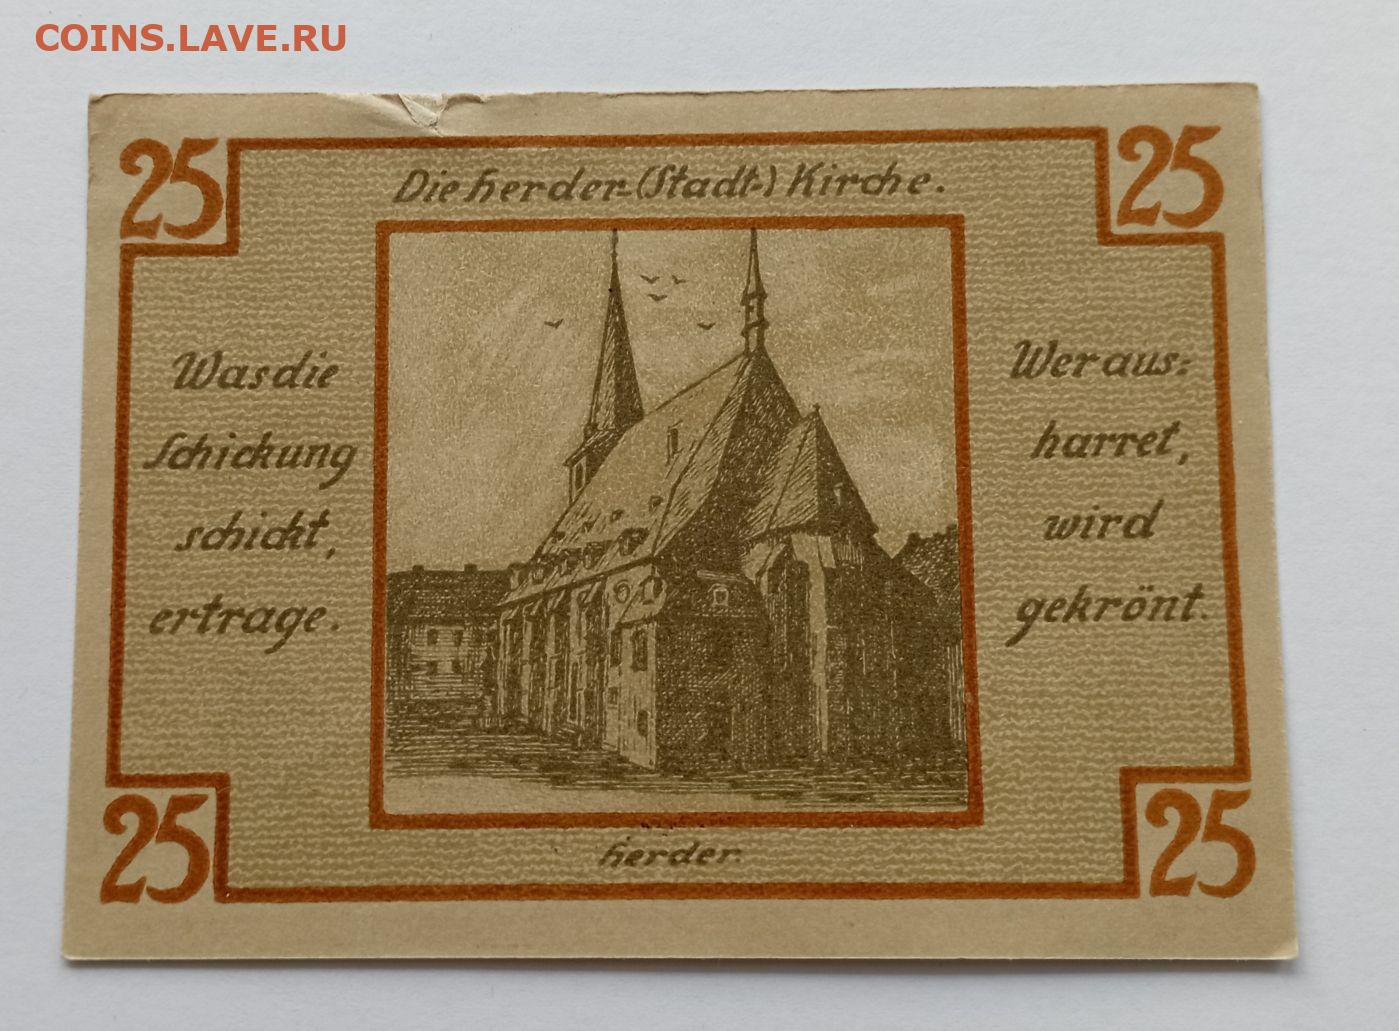 COINS.LAVE.RU
25
25
Die Herder-(Stadt-) Kirche.
Was die
Schickung
schickt,
ertrage.
Wer aus:
harret,
wird
gekrönt.
Herder.
25
25